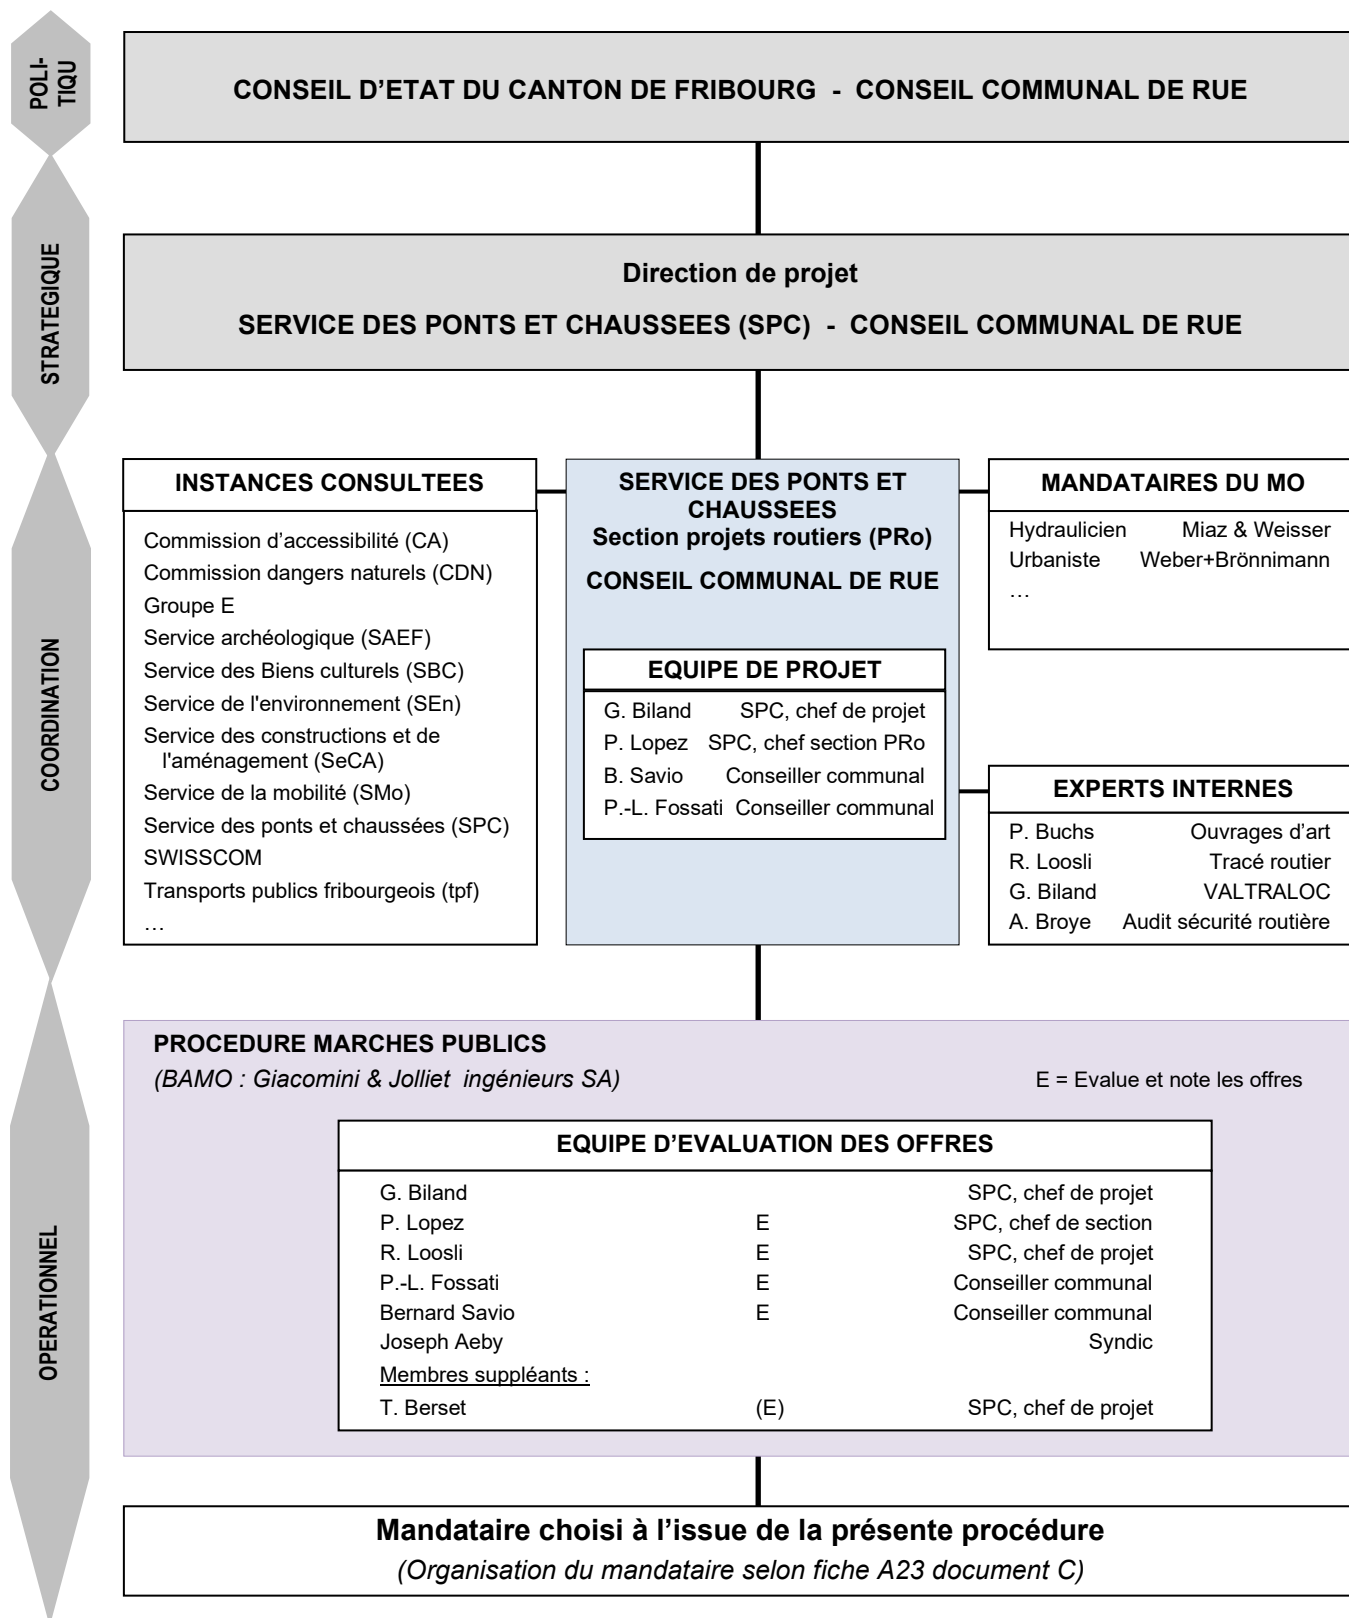 POLI-
TIQU
CONSEIL D'ETAT DU CANTON DE FRIBOURG - CONSEIL COMMUNAL DE RUE
STRATEGIQUE
Direction de projet
SERVICE DES PONTS ET CHAUSSEES (SPC) - CONSEIL COMMUNAL DE RUE
COORDINATION
INSTANCES CONSULTEES
Commission d'accessibilité (CA)
Commission dangers naturels (CDN)
Groupe E
Service archéologique (SAEF)
Service des Biens culturels (SBC)
Service de l'environnement (SEn)
Service des constructions et de
l'aménagement (SeCA)
Service de la mobilité (SMo)
Service des ponts et chaussées (SPC)
SWISSCOM
Transports publics fribourgeois (tpf)
…
SERVICE DES PONTS ET
CHAUSSEES
Section projets routiers (PRo)
CONSEIL COMMUNAL DE RUE
EQUIPE DE PROJET
G. Biland SPC, chef de projet
P. Lopez SPC, chef section PRo
B. Savio Conseiller communal
P.-L. Fossati Conseiller communal
MANDATAIRES DU MO
Hydraulicien Miaz & Weisser
Urbaniste Weber+Brönnimann
…
EXPERTS INTERNES
P. Buchs Ouvrages d'art
R. Loosli Tracé routier
G. Biland VALTRALOC
A. Broye Audit sécurité routière
OPERATIONNEL
PROCEDURE MARCHES PUBLICS
(BAMO : Giacomini & Jolliet ingénieurs SA) E = Evalue et note les offres
EQUIPE D'EVALUATION DES OFFRES
G. Biland SPC, chef de projet
P. Lopez E SPC, chef de section
R. Loosli E SPC, chef de projet
P.-L. Fossati E Conseiller communal
Bernard Savio E Conseiller communal
Joseph Aeby Syndic
Membres suppléants :
T. Berset (E) SPC, chef de projet
Mandataire choisi à l'issue de la présente procédure
(Organisation du mandataire selon fiche A23 document C)